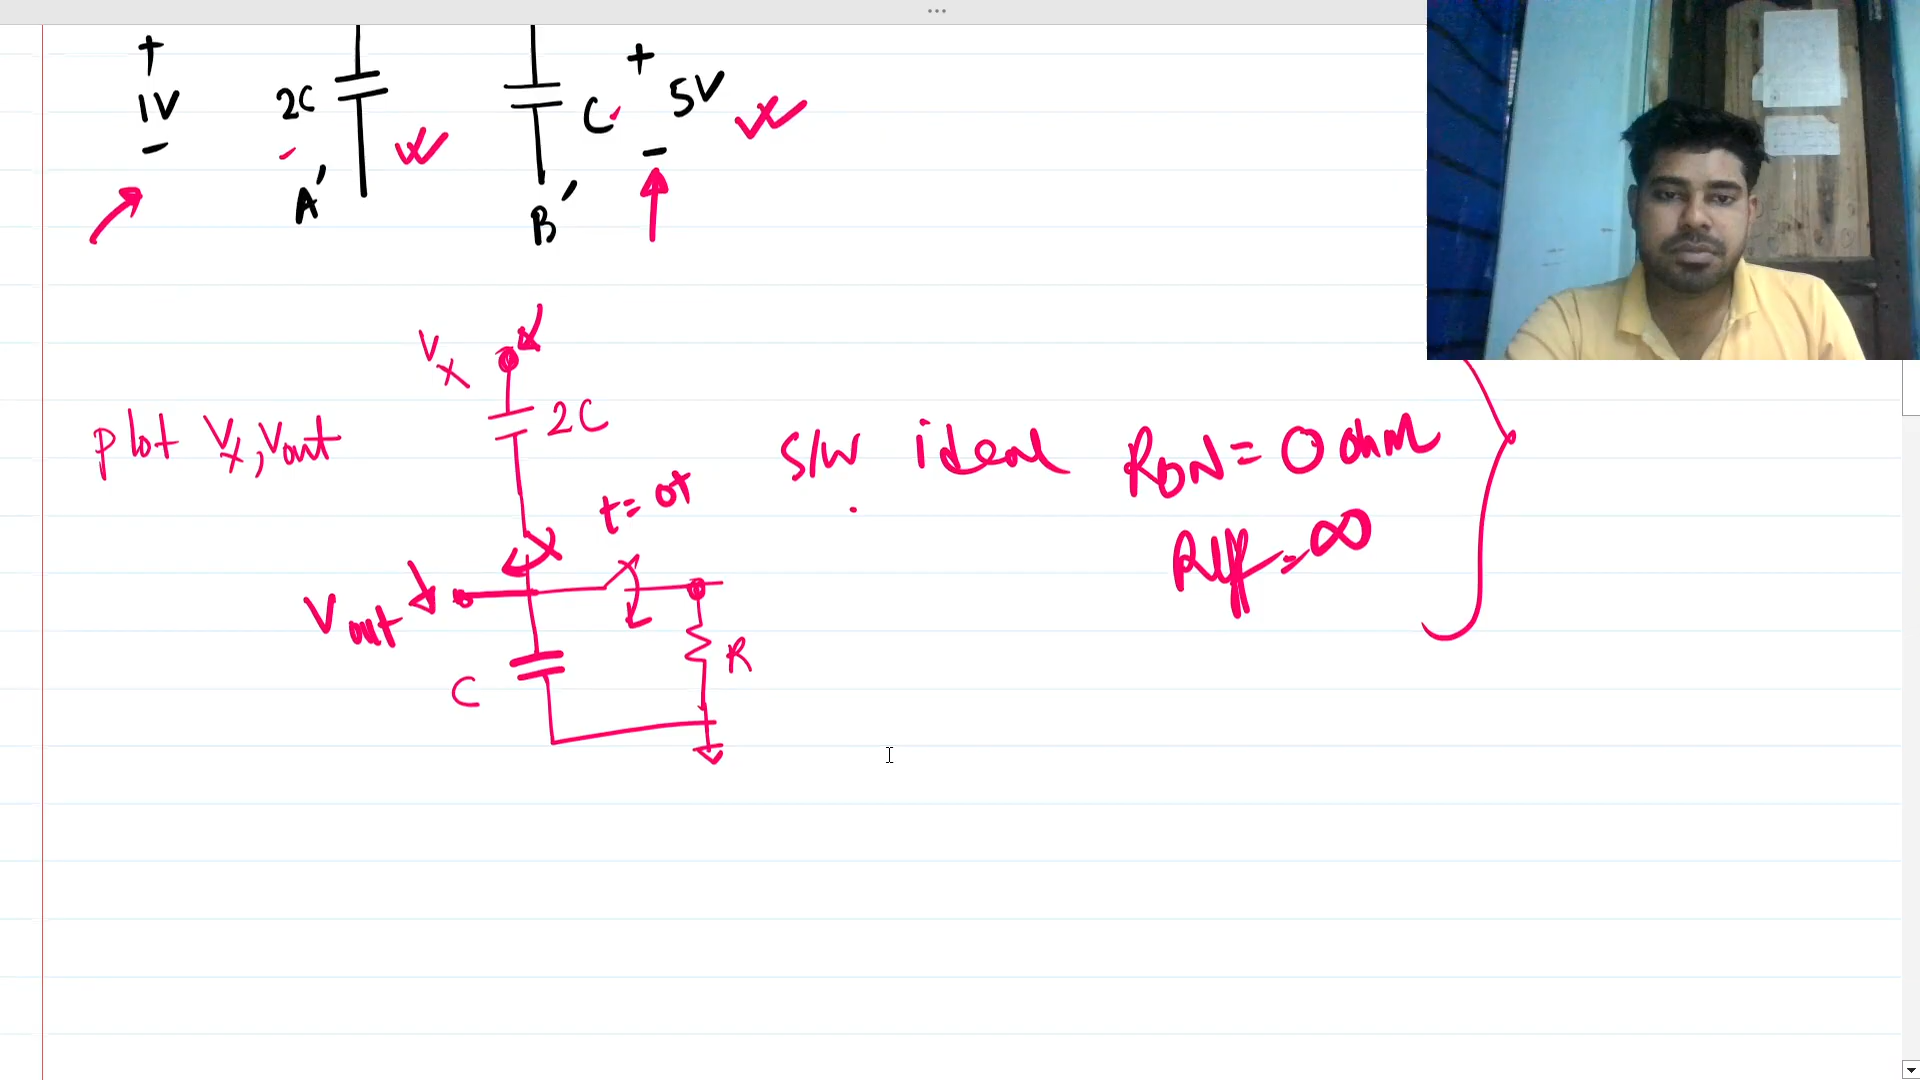 +
1V
-
2C
A'
C
B'
+
5V
-
Vx
2C
Plot Vx, Vout
t = 0+
S/W ideal RON = 0 ohm
Roff = ∞
Vout
C
R